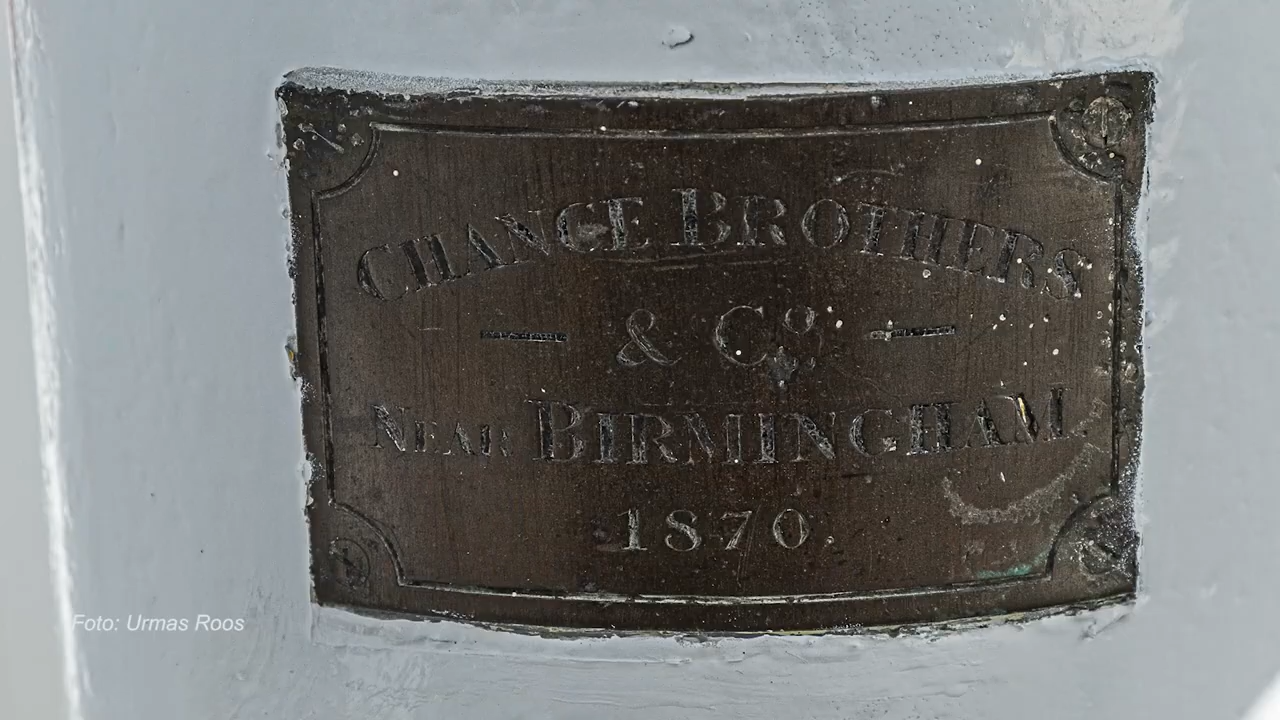 CHANCE BROTHERS
— & Cº —
NEAR BIRMINGHAM.
1870.
Foto: Urmas Roos